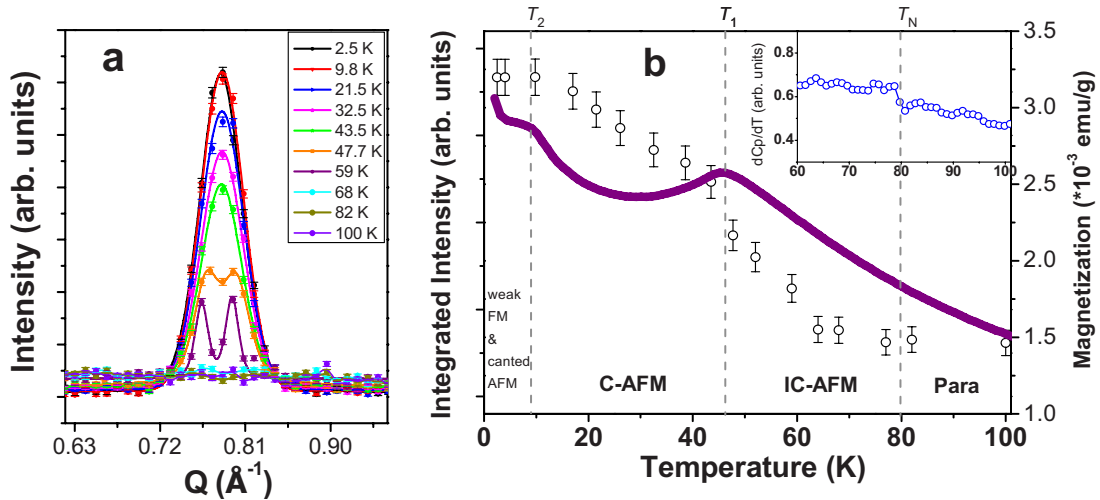 a
2.5 K
9.8 K
21.5 K
32.5 K
43.5 K
47.7 K
59 K
68 K
82 K
100 K
Intensity (arb. units)
0.63 0.72 0.81 0.90
Q (Å⁻¹)
T₂ T₁ T_N
b
Integrated Intensity (arb. units)
weak
FM
&
canted
AFM
C-AFM IC-AFM Para
0 20 40 60 80 100
Temperature (K)
3.5
3.0
2.5
2.0
1.5
1.0
Magnetization (*10⁻³ emu/g)
dCp/dT (arb. units)
0.8
0.6
0.4
60 70 80 90 100